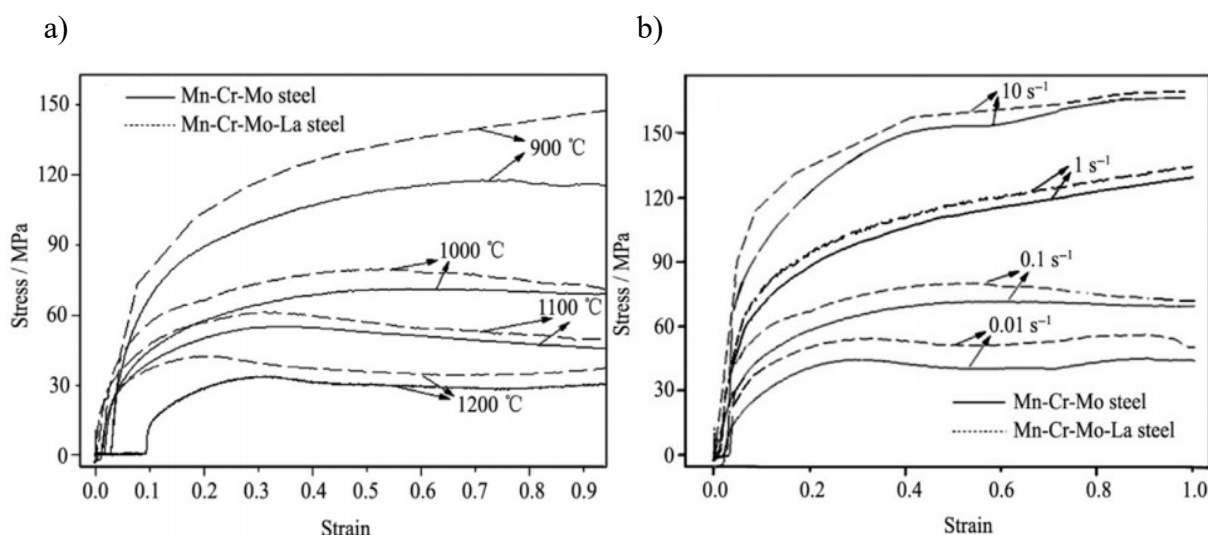 a)
b)
Stress / MPa
150
120
90
60
30
0
Mn-Cr-Mo steel
Mn-Cr-Mo-La steel
900 ℃
1000 ℃
1100 ℃
1200 ℃
0.0 0.1 0.2 0.3 0.4 0.5 0.6 0.7 0.8 0.9
Strain
Stress / MPa
150
120
90
60
30
0
10 s⁻¹
1 s⁻¹
0.1 s⁻¹
0.01 s⁻¹
Mn-Cr-Mo steel
Mn-Cr-Mo-La steel
0.0 0.2 0.4 0.6 0.8 1.0
Strain